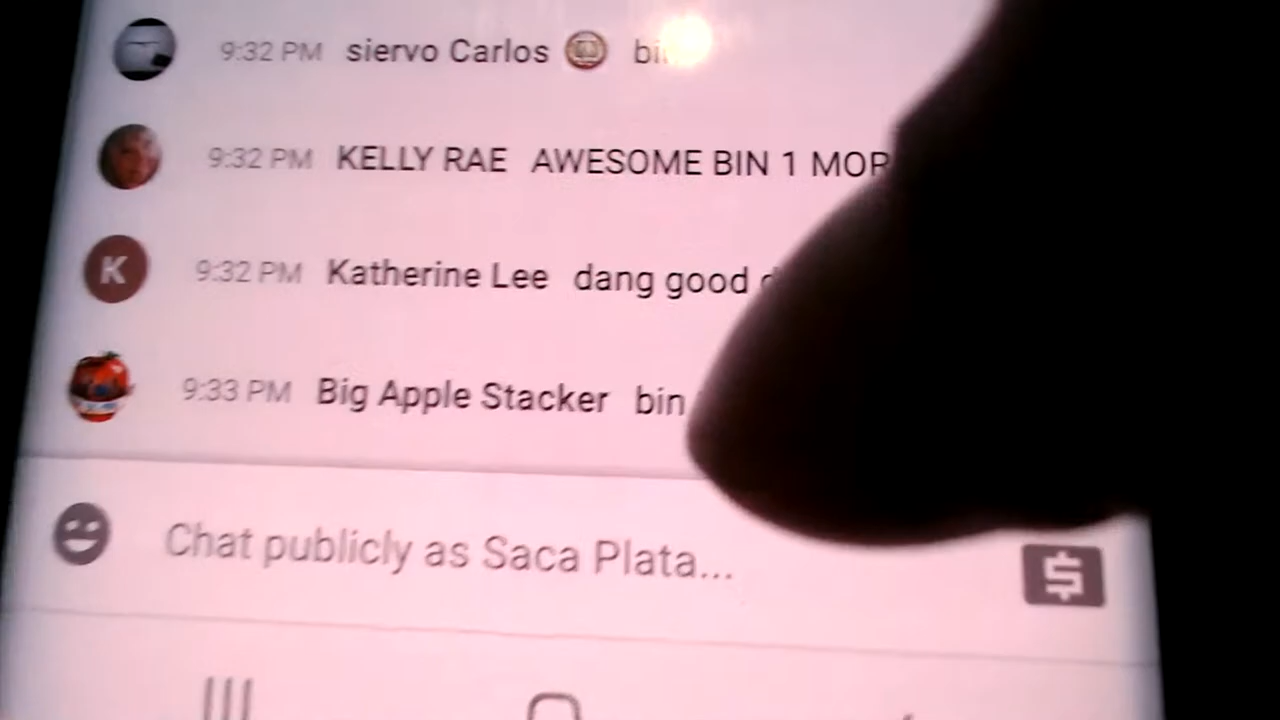 9:32 PM siervo Carlos
9:32 PM KELLY RAE AWESOME BIN 1
K 9:32 PM Katherine Lee dang good
9:33 PM Big Apple Stacker bin
Chat publicly as Saca Plata...
$